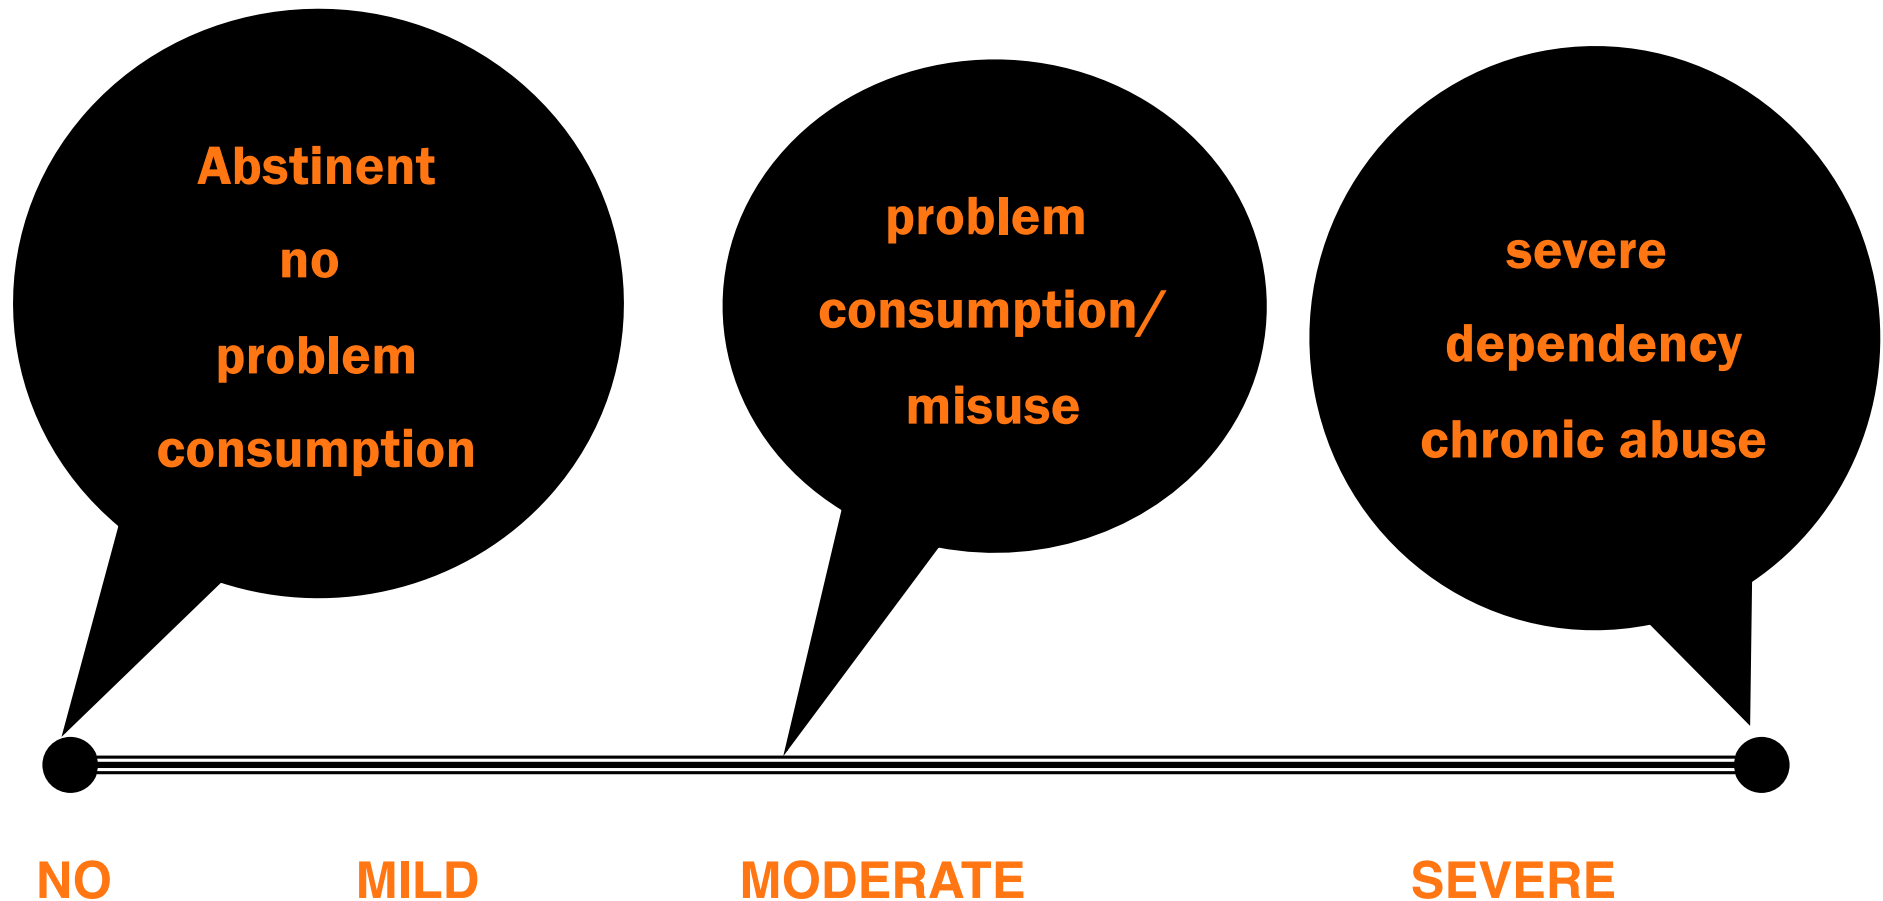 Abstinent
no
problem
consumption
problem
consumption/
misuse
severe
dependency
chronic abuse
NO
MILD
MODERATE
SEVERE